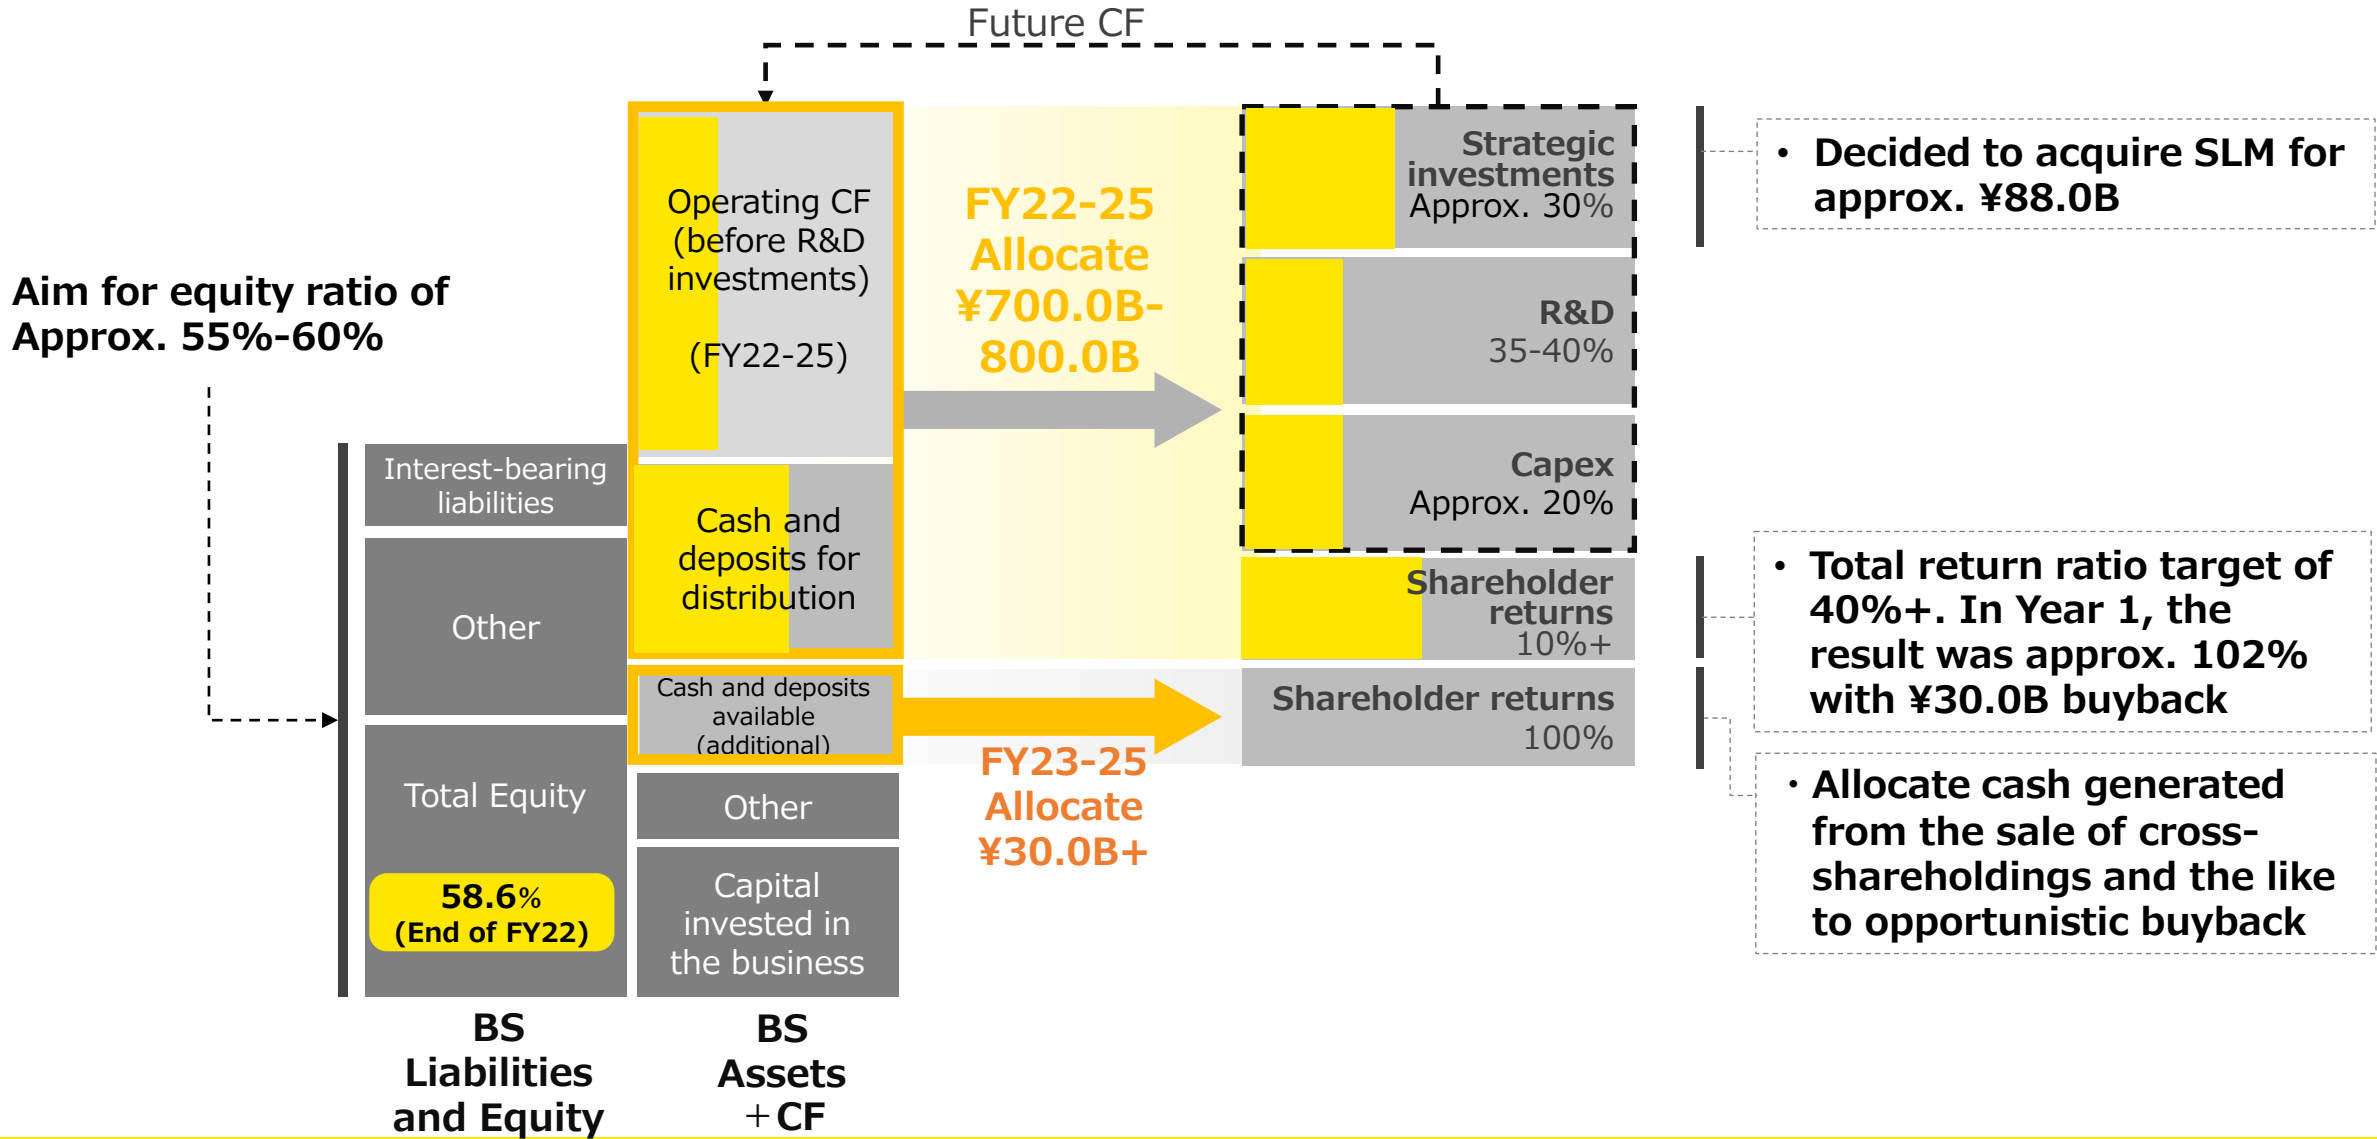 Future CF
Aim for equity ratio of
Approx. 55%-60%
Interest-bearing
liabilities
Other
Total Equity
58.6%
(End of FY22)
BS
Liabilities
and Equity
Operating CF
(before R&D
investments)
(FY22-25)
Cash and
deposits for
distribution
Cash and deposits
available
(additional)
Other
Capital
invested in
the business
BS
Assets
+CF
FY22-25
Allocate
¥700.0B-
800.0B
FY23-25
Allocate
¥30.0B+
Strategic
investments
Approx. 30%
R&D
35-40%
Capex
Approx. 20%
Shareholder
returns
10%+
Shareholder returns
100%
・ Decided to acquire SLM for
approx. ¥88.0B
・ Total return ratio target of
40%+. In Year 1, the
result was approx. 102%
with ¥30.0B buyback
・Allocate cash generated
from the sale of cross-
shareholdings and the like
to opportunistic buyback